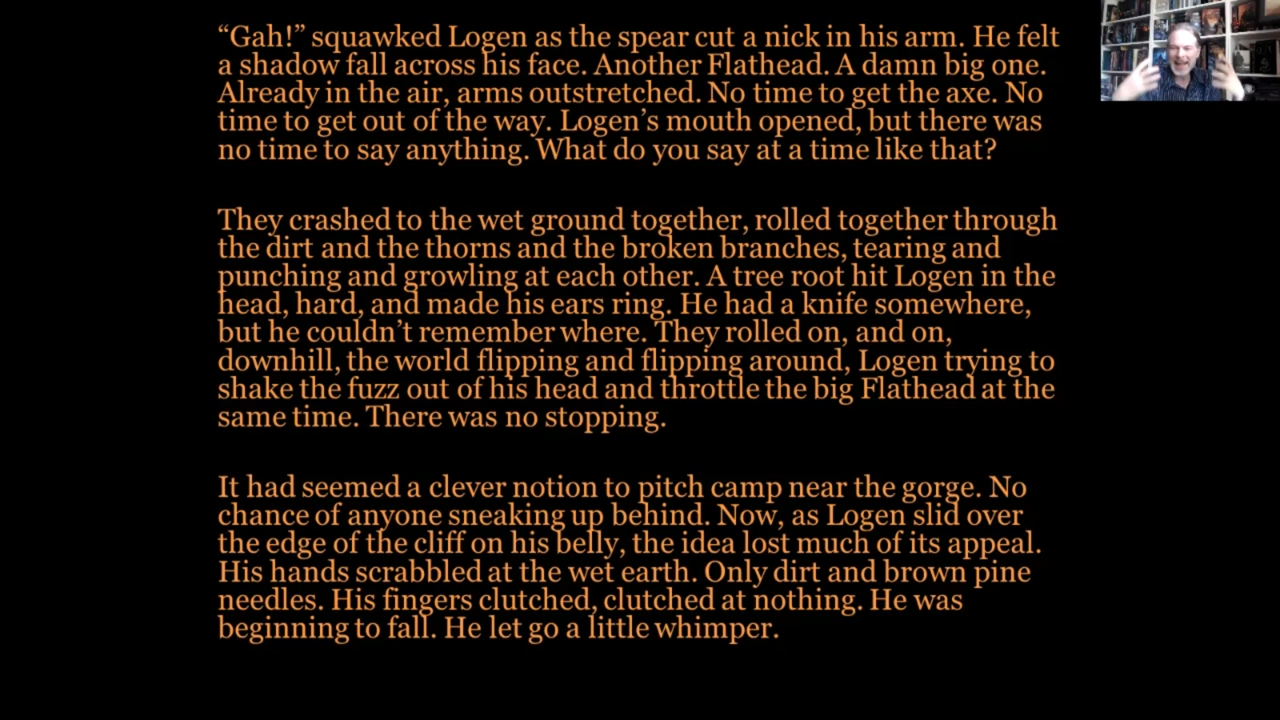 “Gah!” squawked Logen as the spear cut a nick in his arm. He felt
a shadow fall across his face. Another Flathead. A damn big one.
Already in the air, arms outstretched. No time to get the axe. No
time to get out of the way. Logen’s mouth opened, but there was
no time to say anything. What do you say at a time like that?
They crashed to the wet ground together, rolled together through
the dirt and the thorns and the broken branches, tearing and
punching and growling at each other. A tree root hit Logen in the
head, hard, and made his ears ring. He had a knife somewhere,
but he couldn’t remember where. They rolled on, and on,
downhill, the world flipping and flipping around, Logen trying to
shake the fuzz out of his head and throttle the big Flathead at the
same time. There was no stopping.
It had seemed a clever notion to pitch camp near the gorge. No
chance of anyone sneaking up behind. Now, as Logen slid over
the edge of the cliff on his belly, the idea lost much of its appeal.
His hands scrabbled at the wet earth. Only dirt and brown pine
needles. His fingers clutched, clutched at nothing. He was
beginning to fall. He let go a little whimper.